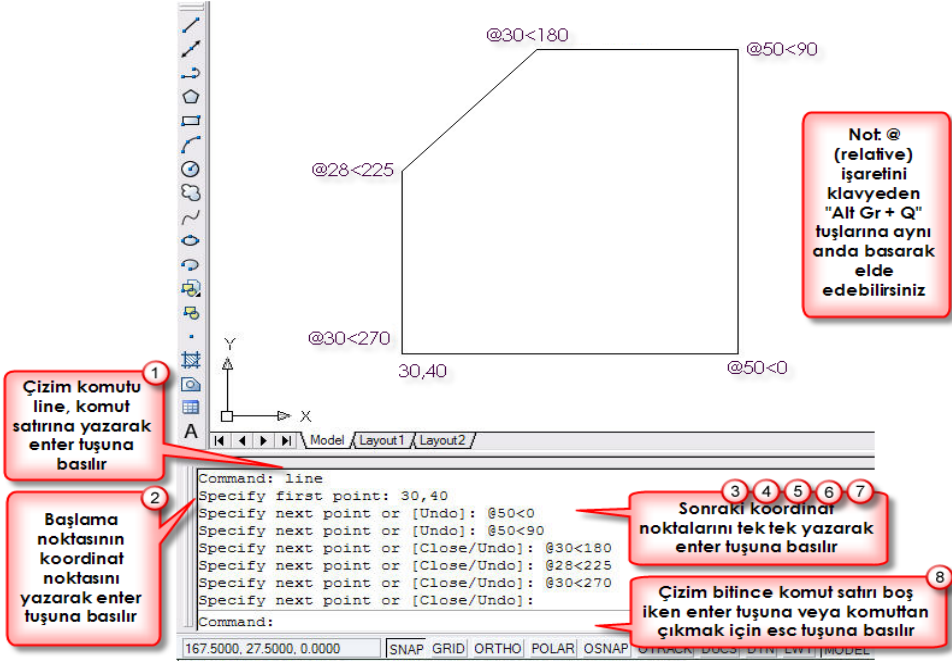 @30<180
@50<90
@28<225
Not: @
(relative)
işaretini
klavyeden
"Alt Gr + Q"
tuşlarına aynı
anda basarak
elde
edebilirsiniz
@30<270
30,40
@50<0
Y
X
A
Model
Layout1
Layout2
1
Çizim komutu
line, komut
satırına yazarak
enter tuşuna
basılır
2
Başlama
noktasının
koordinat
noktasını
yazarak enter
tuşuna basılır
Command: line
Specify first point: 30,40
Specify next point or [Undo]: @50<0
Specify next point or [Undo]: @50<90
Specify next point or [Close/Undo]: @30<180
Specify next point or [Close/Undo]: @28<225
Specify next point or [Close/Undo]: @30<270
Specify next point or [Close/Undo]:
Command:
3 4 5 6 7
Sonraki koordinat
noktalarını tek tek yazarak
enter tuşuna basılır
8
Çizim bitince komut satırı boş
iken enter tuşuna veya komuttan
çıkmak için esc tuşuna basılır
167.5000, 27.5000, 0.0000
SNAP GRID ORTHO POLAR OSNAP OTRACK DUCS DYN LWT MODEL